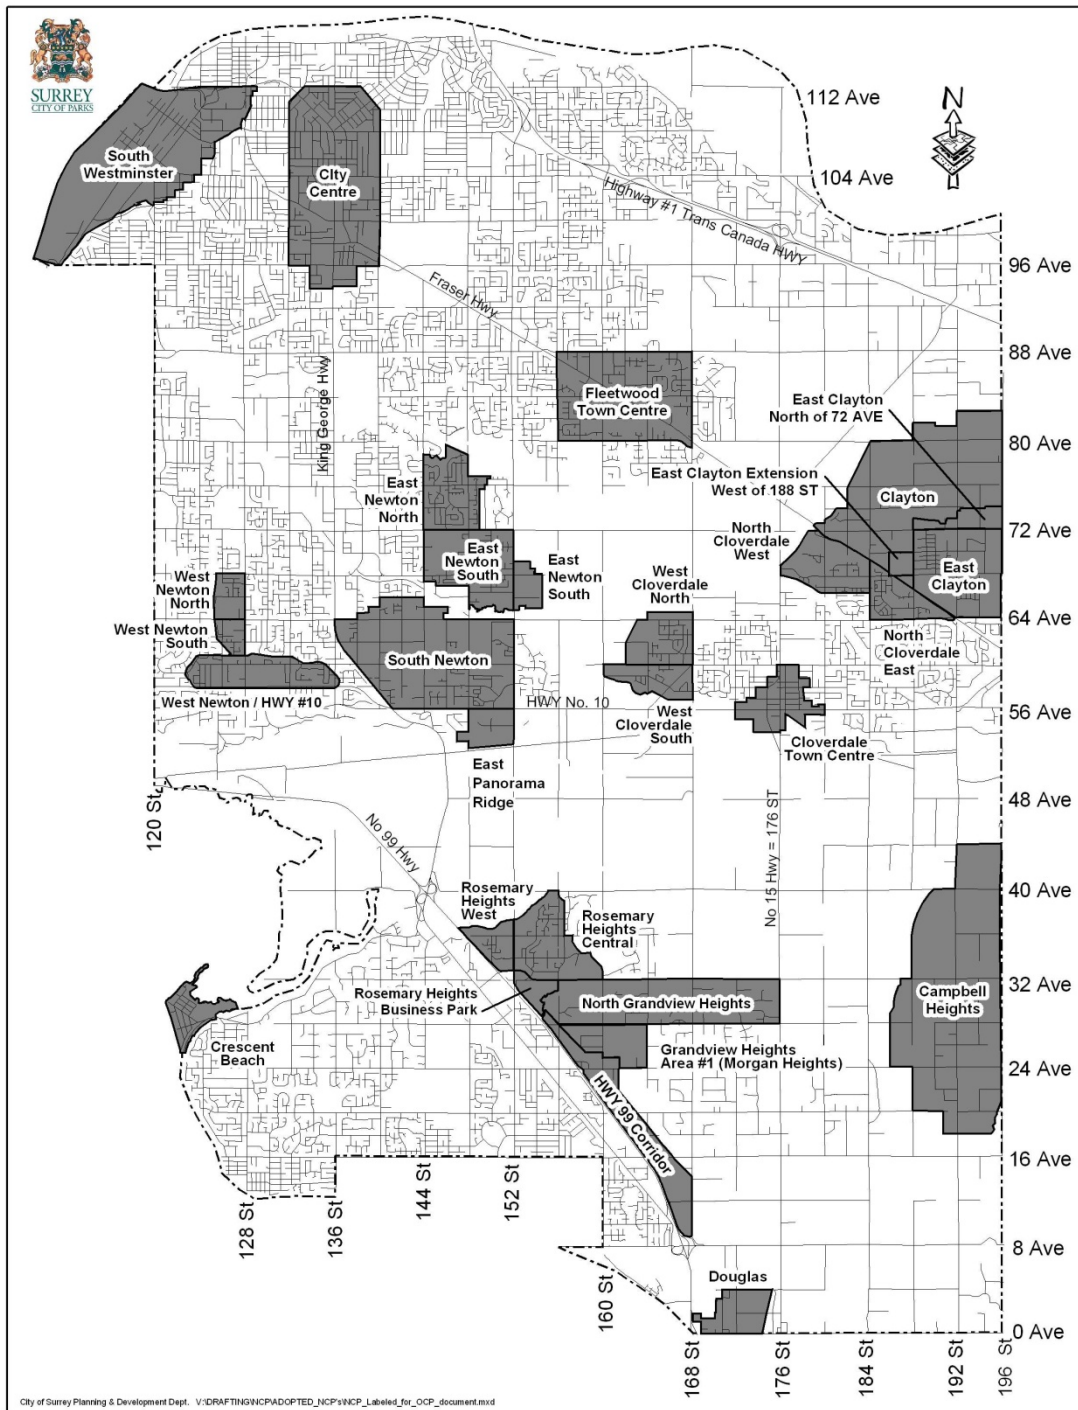 SURREY
CITY OF PARKS
N
112 Ave
104 Ave
96 Ave
88 Ave
80 Ave
72 Ave
64 Ave
56 Ave
48 Ave
40 Ave
32 Ave
24 Ave
16 Ave
8 Ave
0 Ave
South
Westminster
CIty
Centre
Highway #1 Trans Canada HWY
Fraser Hwy
King George Hwy
Fleetwood
Town Centre
East Clayton
North of 72 AVE
East Clayton Extension
West of 188 ST
Clayton
North
Cloverdale
West
East
Clayton
East
Newton
North
East
Newton
South
East
Newton
South
West
Cloverdale
North
West
Newton
North
West Newton
South
South Newton
North
Cloverdale
East
West Newton / HWY #10
HWY No. 10
West
Cloverdale
South
Cloverdale
Town Centre
East
Panorama
Ridge
120 St
No 99 Hwy
No 15 Hwy = 176 ST
Rosemary
Heights
West
Rosemary
Heights
Central
Rosemary Heights
Business Park
North Grandview Heights
Campbell
Heights
Crescent
Beach
Grandview Heights
Area #1 (Morgan Heights)
HWY 99 Corridor
Douglas
128 St
136 St
144 St
152 St
160 St
168 St
176 St
184 St
192 St
196 St
City of Surrey Planning & Development Dept. V:\DRAFTING\NCP\ADOPTED_NCP's\NCP_Labeled_for_OCP_document.mxd